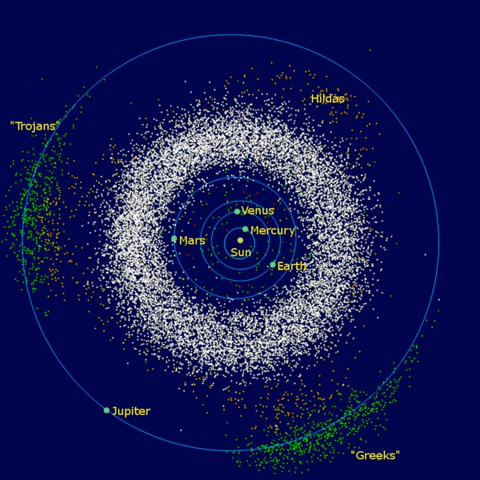 Hildas
"Trojans"
Venus
Mercury
Mars
Sun
Earth
Jupiter
"Greeks"